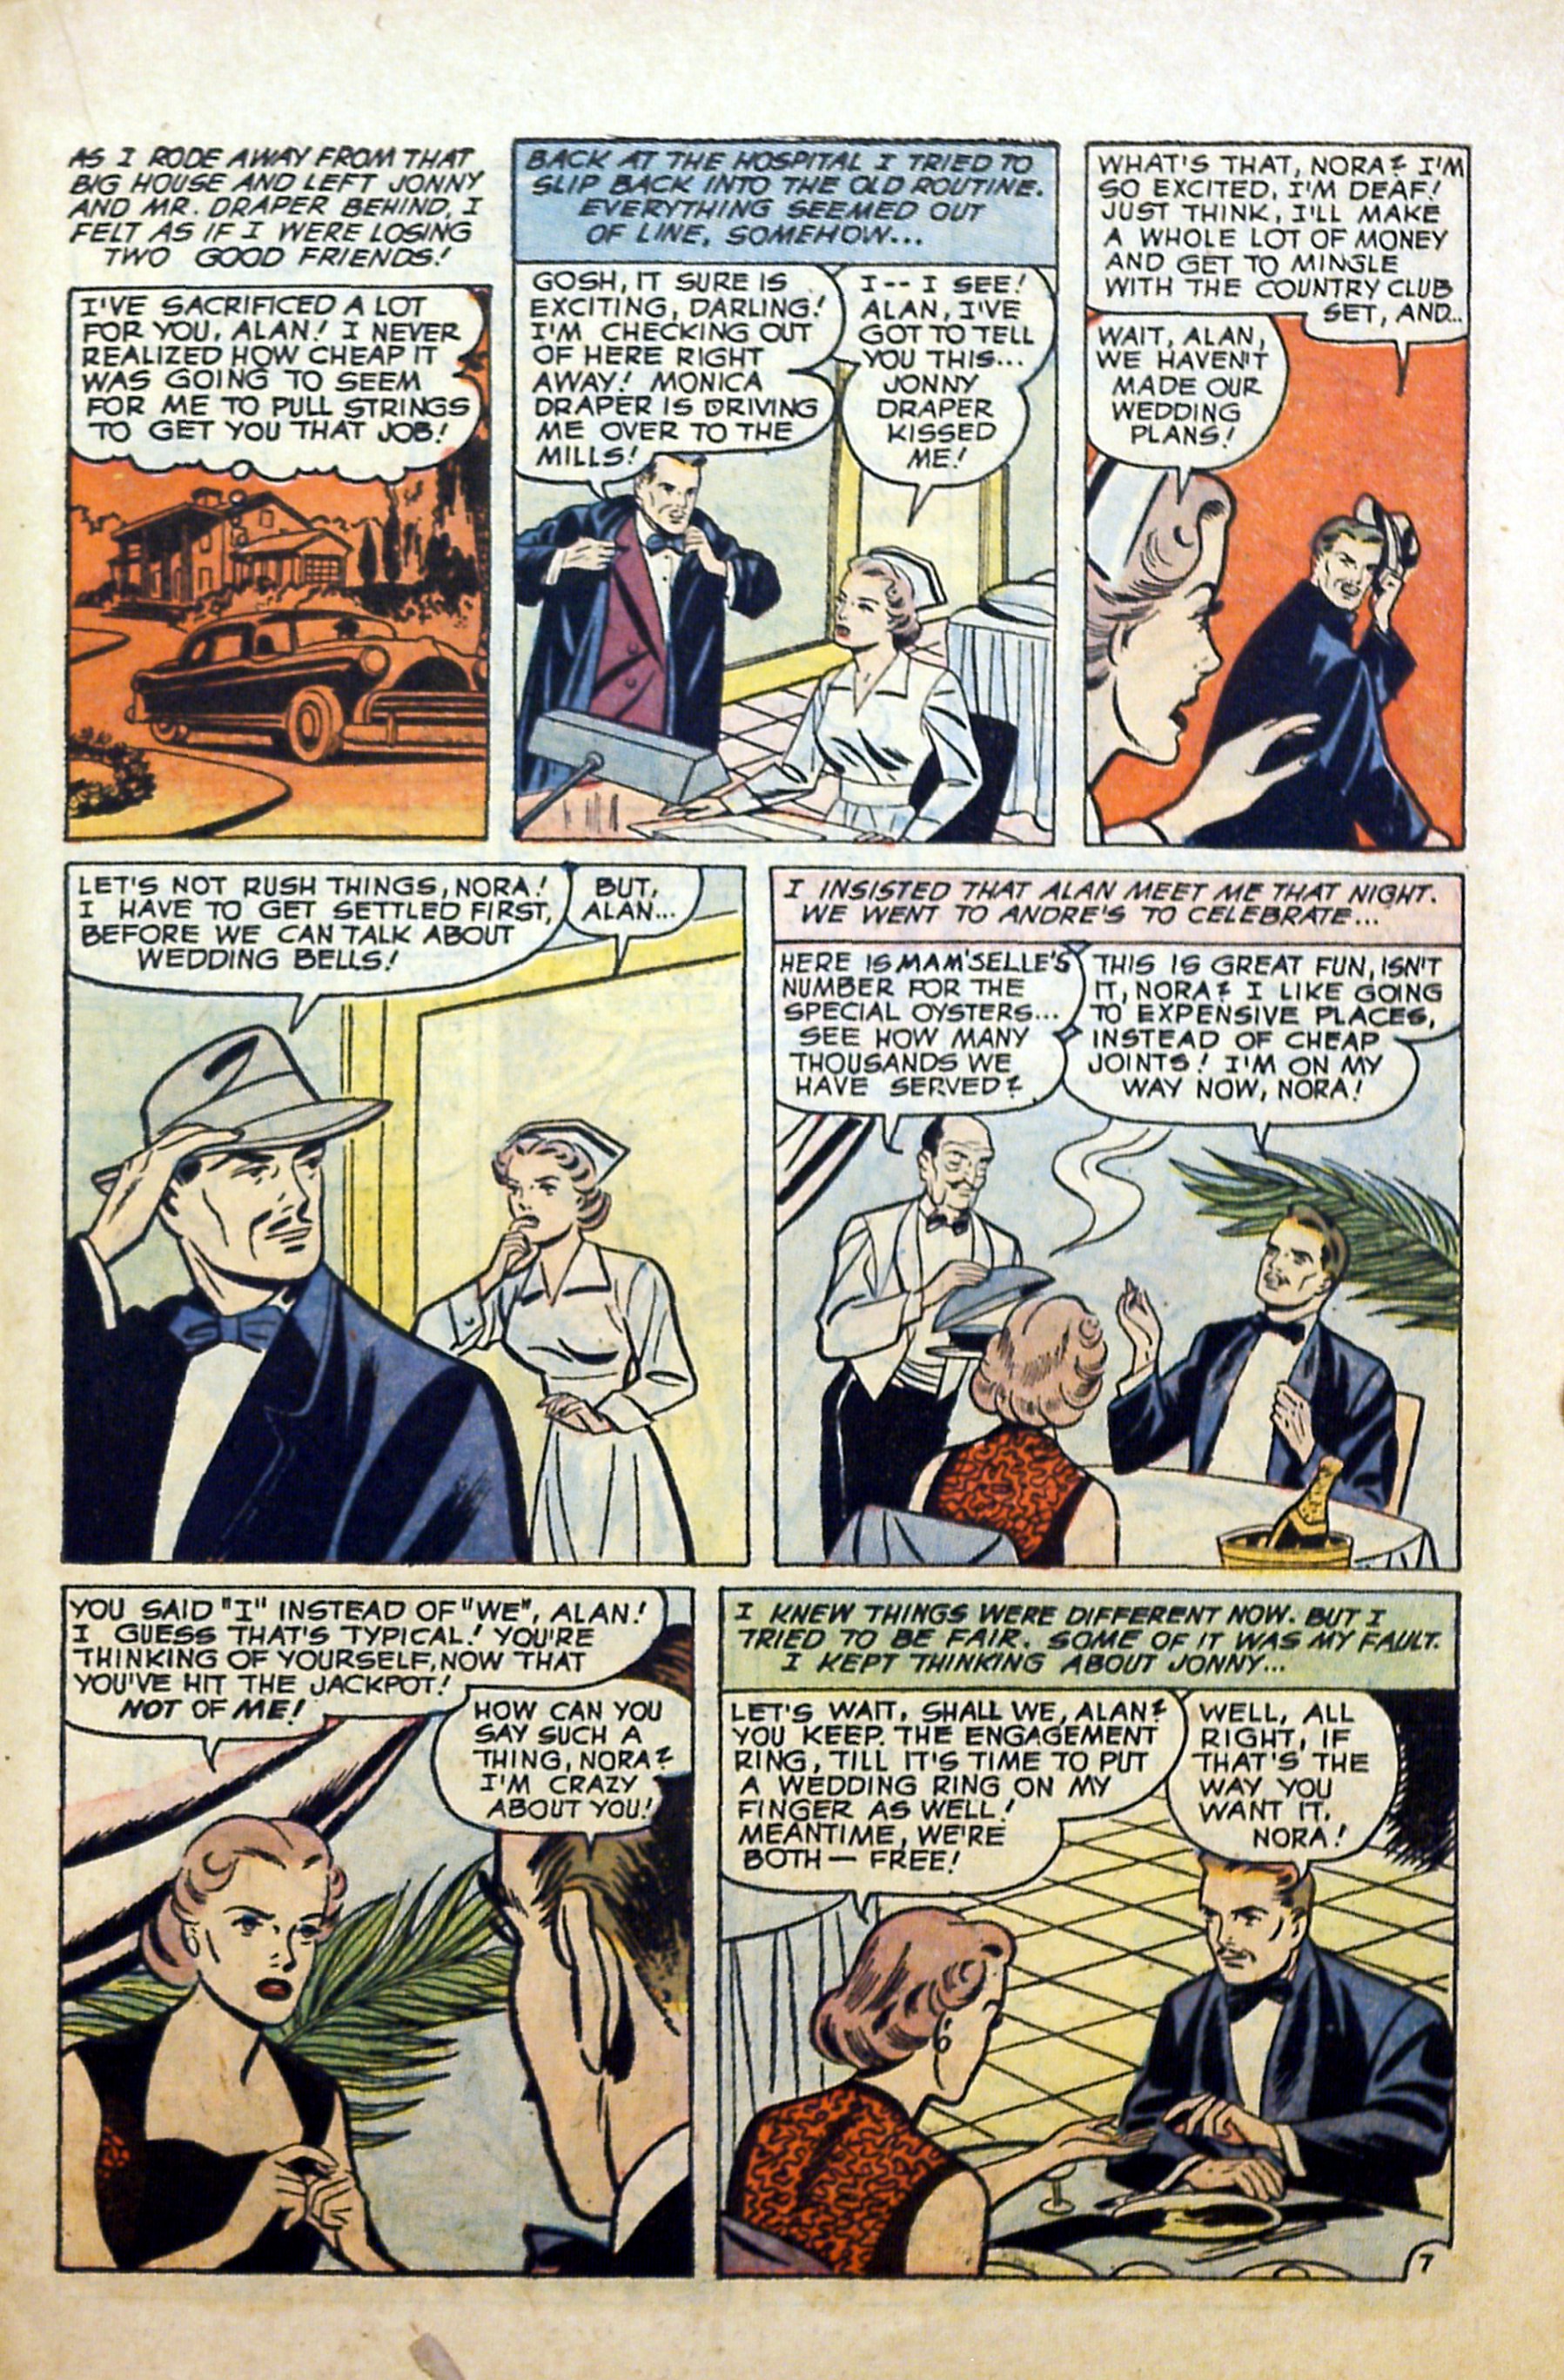 AS I RODE AWAY FROM THAT
BIG HOUSE AND LEFT JONNY
AND MR. DRAPER BEHIND, I
FELT AS IF I WERE LOSING
TWO GOOD FRIENDS!
I'VE SACRIFICED A LOT
FOR YOU, ALAN! I NEVER
REALIZED HOW CHEAP IT
WAS GOING TO SEEM
FOR ME TO PULL STRINGS
TO GET YOU THAT JOB!
BACK AT THE HOSPITAL I TRIED TO
SLIP BACK INTO THE OLD ROUTINE.
EVERYTHING SEEMED OUT
OF LINE, SOMEHOW...
GOSH, IT SURE IS
EXCITING, DARLING!
I'M CHECKING OUT
OF HERE RIGHT
AWAY! MONICA
DRAPER IS DRIVING
ME OVER TO THE
MILLS!
I-- I SEE!
ALAN, I'VE
GOT TO TELL
YOU THIS...
JONNY
DRAPER
KISSED
ME!
WHAT'S THAT, NORA? I'M
SO EXCITED, I'M DEAF!
JUST THINK, I'LL MAKE
A WHOLE LOT OF MONEY
AND GET TO MINGLE
WITH THE COUNTRY CLUB
SET, AND...
WAIT, ALAN,
WE HAVEN'T
MADE OUR
WEDDING
PLANS!
LET'S NOT RUSH THINGS, NORA!
I HAVE TO GET SETTLED FIRST,
BEFORE WE CAN TALK ABOUT
WEDDING BELLS!
BUT,
ALAN...
I INSISTED THAT ALAN MEET ME THAT NIGHT.
WE WENT TO ANDRE'S TO CELEBRATE...
HERE IS MAM'SELLE'S
NUMBER FOR THE
SPECIAL OYSTERS...
SEE HOW MANY
THOUSANDS WE
HAVE SERVED?
THIS IS GREAT FUN, ISN'T
IT, NORA? I LIKE GOING
TO EXPENSIVE PLACES,
INSTEAD OF CHEAP
JOINTS! I'M ON MY
WAY NOW, NORA!
YOU SAID "I" INSTEAD OF "WE", ALAN!
I GUESS THAT'S TYPICAL! YOU'RE
THINKING OF YOURSELF, NOW THAT
YOU'VE HIT THE JACKPOT!
NOT OF ME!
HOW CAN YOU
SAY SUCH A
THING, NORA?
I'M CRAZY
ABOUT YOU!
I KNEW THINGS WERE DIFFERENT NOW. BUT I
TRIED TO BE FAIR. SOME OF IT WAS MY FAULT.
I KEPT THINKING ABOUT JONNY...
LET'S WAIT, SHALL WE, ALAN?
YOU KEEP THE ENGAGEMENT
RING, TILL IT'S TIME TO PUT
A WEDDING RING ON MY
FINGER AS WELL!
MEANTIME, WE'RE
BOTH — FREE!
WELL, ALL
RIGHT, IF
THAT'S THE
WAY YOU
WANT IT,
NORA!
7